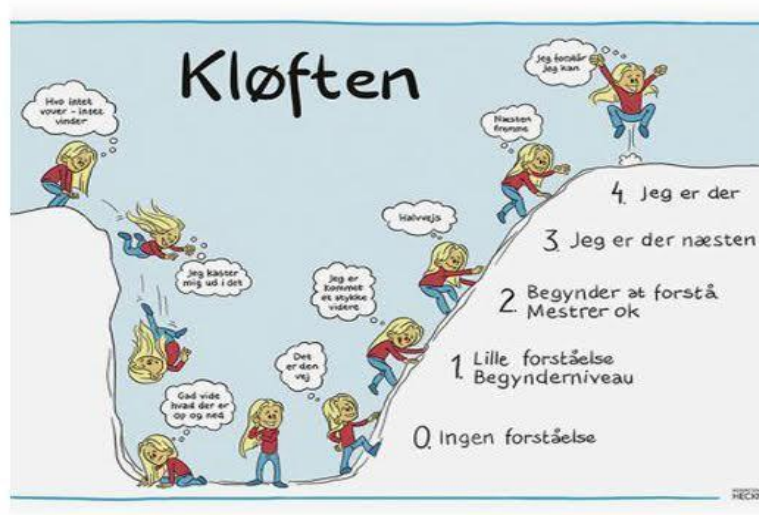 Kløften
Hvo intet
vover - intet
vinder
Jeg kaster
mig ud i det
Gad vide
hvad der er
op og ned
Det
er den
vej
Jeg er
kommet
et stykke
videre
Halvvejs
Næsten
fremme
Jeg forstår
Jeg kan
4. Jeg er der
3. Jeg er der næsten
2. Begynder at forstå
Mestrer ok
1. Lille forståelse
Begynderniveau
0. Ingen forståelse